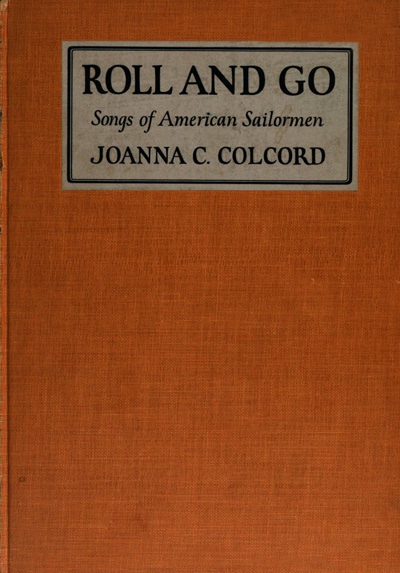 ROLL AND GO
Songs of American Sailormen
JOANNA C. COLCORD